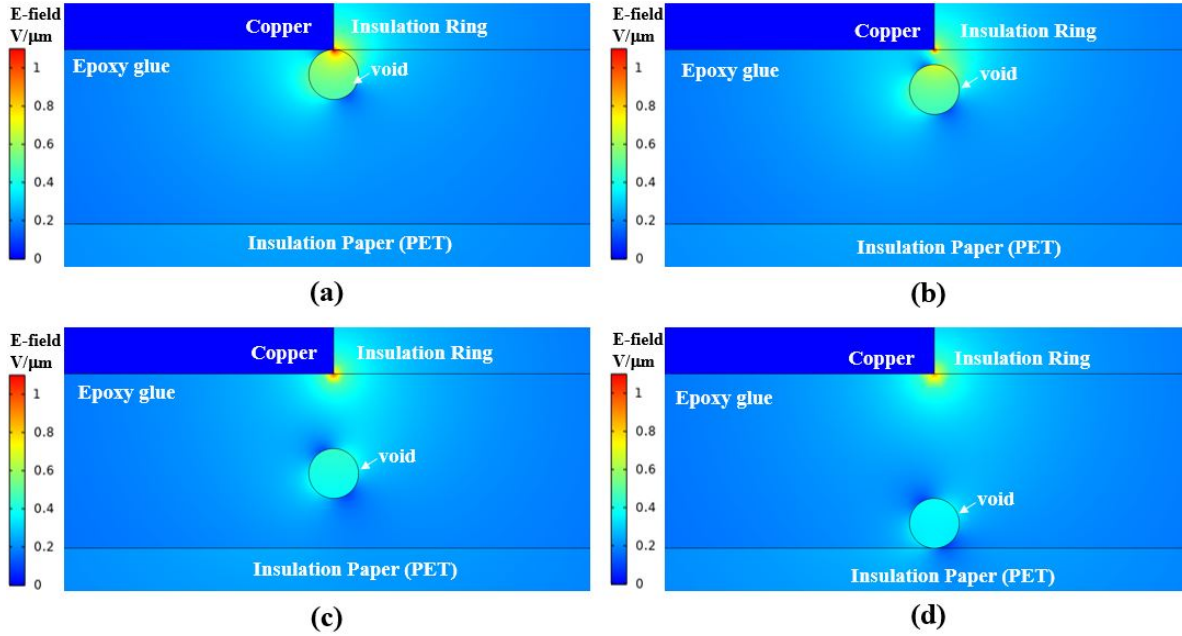 E-field
V/μm
Copper
Insulation Ring
Epoxy glue
void
1
0.8
0.6
0.4
0.2
0
Insulation Paper (PET)
(a)
E-field
V/μm
Copper
Insulation Ring
Epoxy glue
void
1
0.8
0.6
0.4
0.2
0
Insulation Paper (PET)
(b)
E-field
V/μm
Copper
Insulation Ring
Epoxy glue
void
1
0.8
0.6
0.4
0.2
0
Insulation Paper (PET)
(c)
E-field
V/μm
Copper
Insulation Ring
Epoxy glue
void
1
0.8
0.6
0.4
0.2
0
Insulation Paper (PET)
(d)